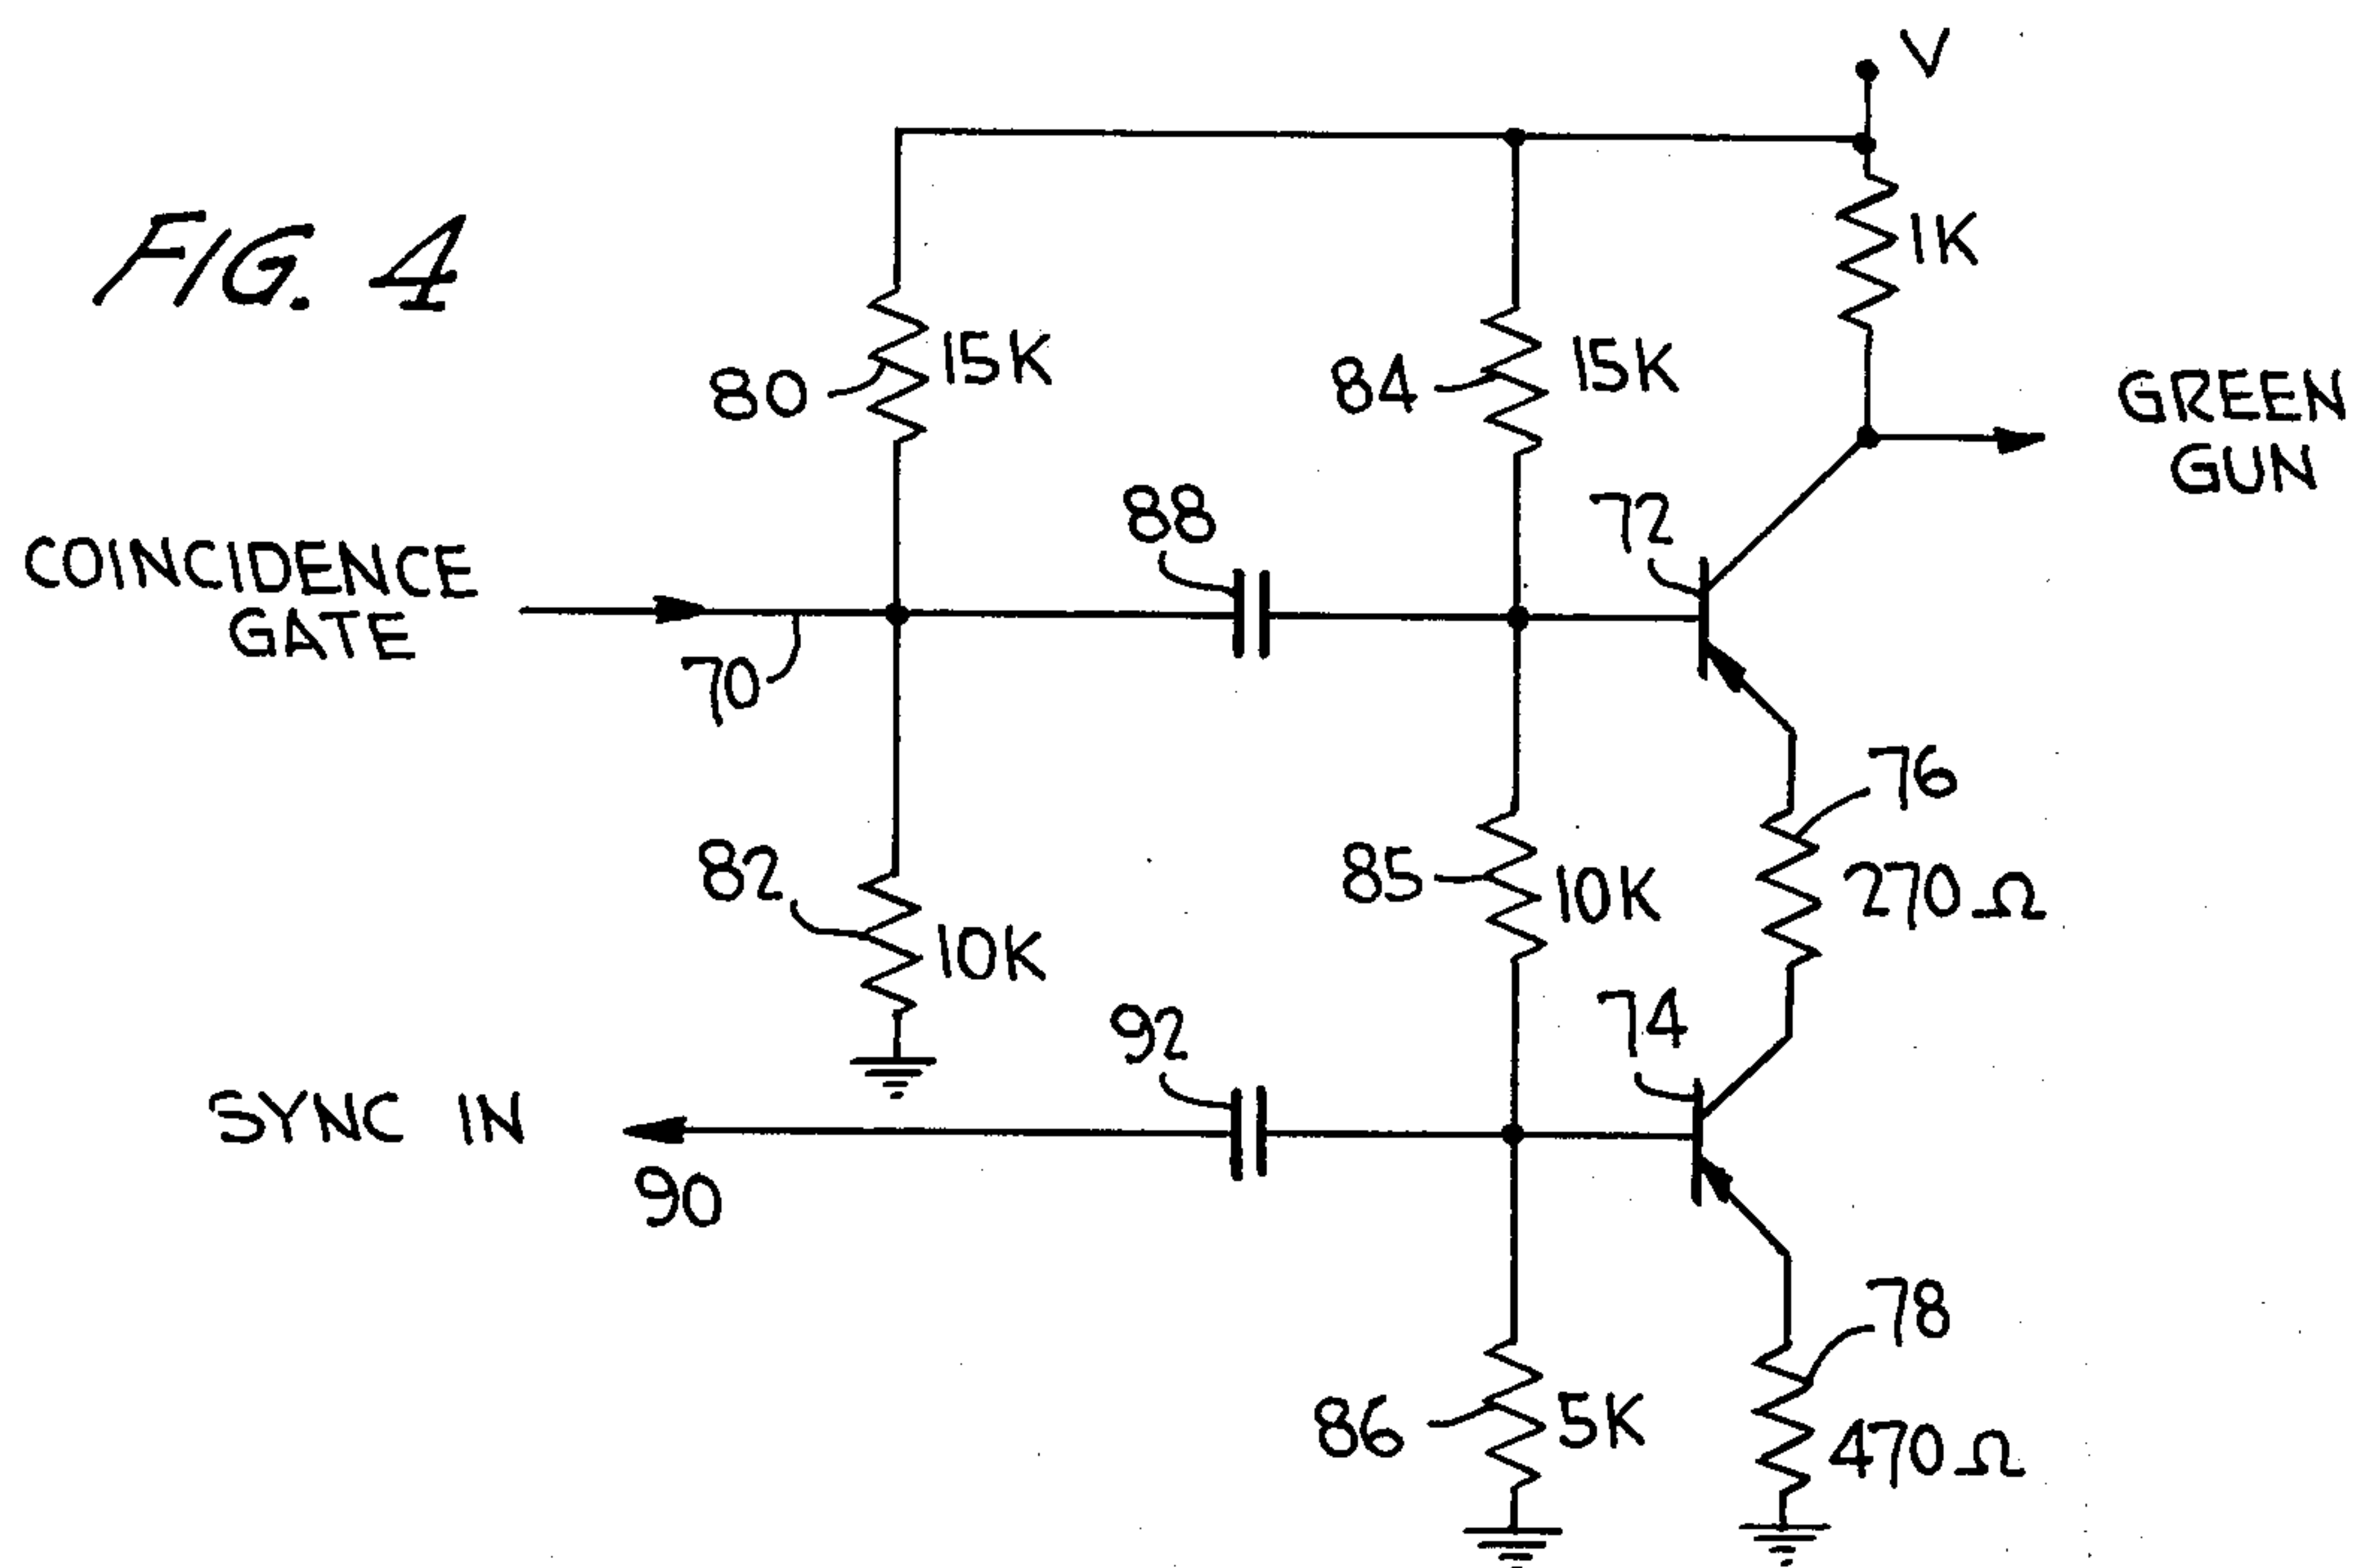 FIG. 4
V
1K
15K
80
84
15K
GREEN
GUN
88
72
COINCIDENCE
GATE
70
76
82
10K
85
10K
270Ω
92
74
SYNC IN
90
78
86
5K
470Ω